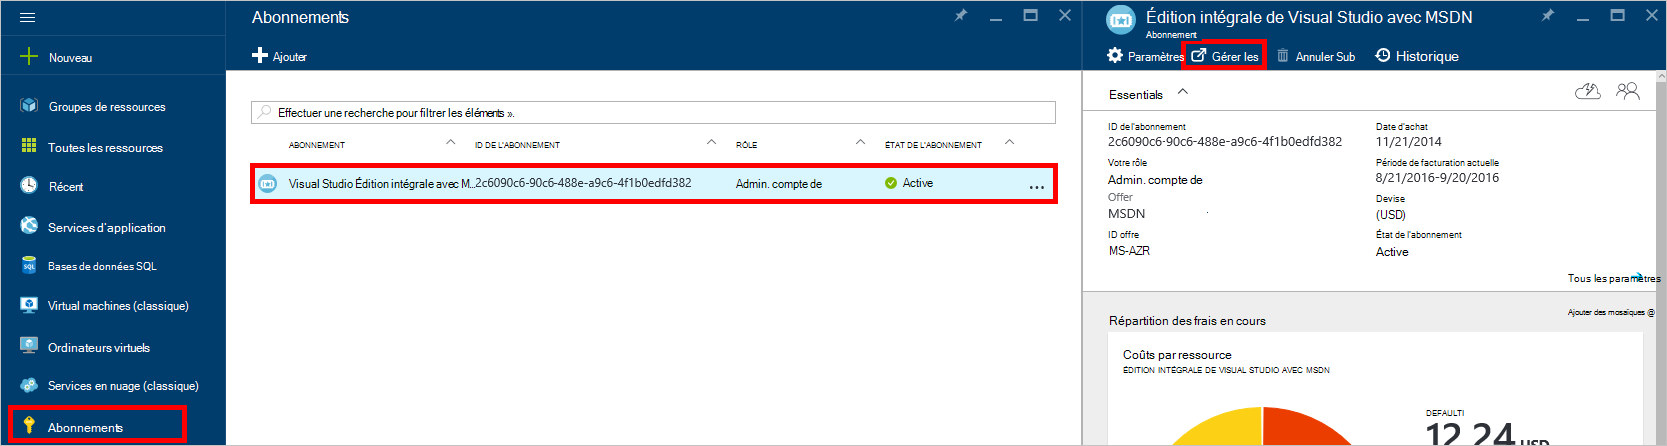 Nouveau
Groupes de ressources
Toutes les ressources
Récent
Services d'application
SQL
Bases de données SQL
Virtual machines (classique)
Ordinateurs virtuels
Services en nuage (classique)
Abonnements
Abonnements
Ajouter
Effectuer une recherche pour filtrer les éléments ».
ABONNEMENT ID DE L'ABONNEMENT RÔLE ÉTAT DE L'ABONNEMENT
Visual Studio Édition intégrale avec M... 2c6090c6-90c6-488e-a9c6-4f1b0edfd382 Admin. compte de Active ...
Édition intégrale de Visual Studio avec MSDN
Abonnement
Paramètres Gérer les Annuler Sub Historique
Essentials
ID de l'abonnement
2c6090c6-90c6-488e-a9c6-4f1b0edfd382
Votre rôle
Admin. compte de
Offer
MSDN
ID offre
MS-AZR
Date d'achat
11/21/2014
Période de facturation actuelle
8/21/2016-9/20/2016
Devise
(USD)
État de l'abonnement
Active
Tous les paramètres
Ajouter des mosaïques @
Répartition des frais en cours
Coûts par ressource
ÉDITION INTÉGRALE DE VISUAL STUDIO AVEC MSDN
DEFAULTI
12.24 USD